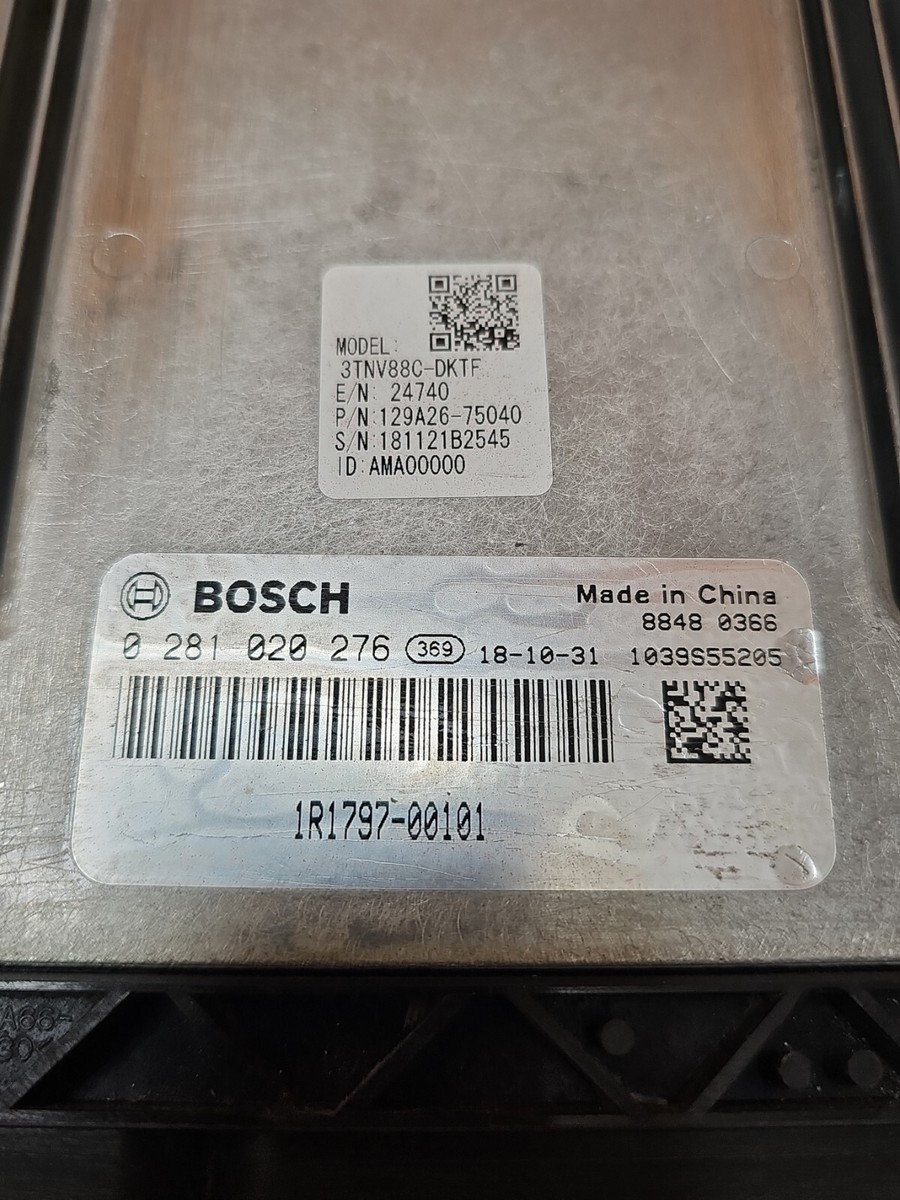 MODEL:
3TNV88C-DKTF
E/N: 24740
P/N:129A26-75040
S/N:181121B2545
ID:AMA00000
BOSCH
Made in China
8848 0366
0 281 020 276 369 18-10-31 1039S55205
1R1797-00101